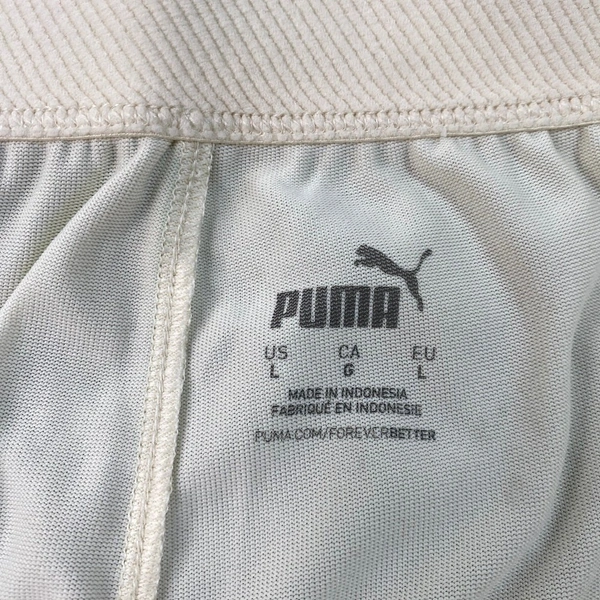 PUMA
US CA EU
L G L
MADE IN INDONESIA
FABRIQUÉ EN INDONESIE
PUMA.COM/FOREVERBETTER